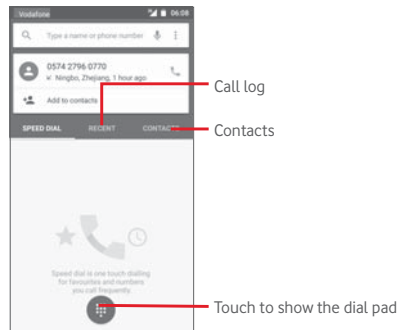 Vodafone 06:08
Type a name or phone number
0574 2796 0770
Ningbo, Zhejiang, 1 hour ago
Add to contacts
SPEED DIAL RECENT CONTACTS
Speed dial is one touch dialing
for favourites and numbers
you call frequently
Call log
Contacts
Touch to show the dial pad